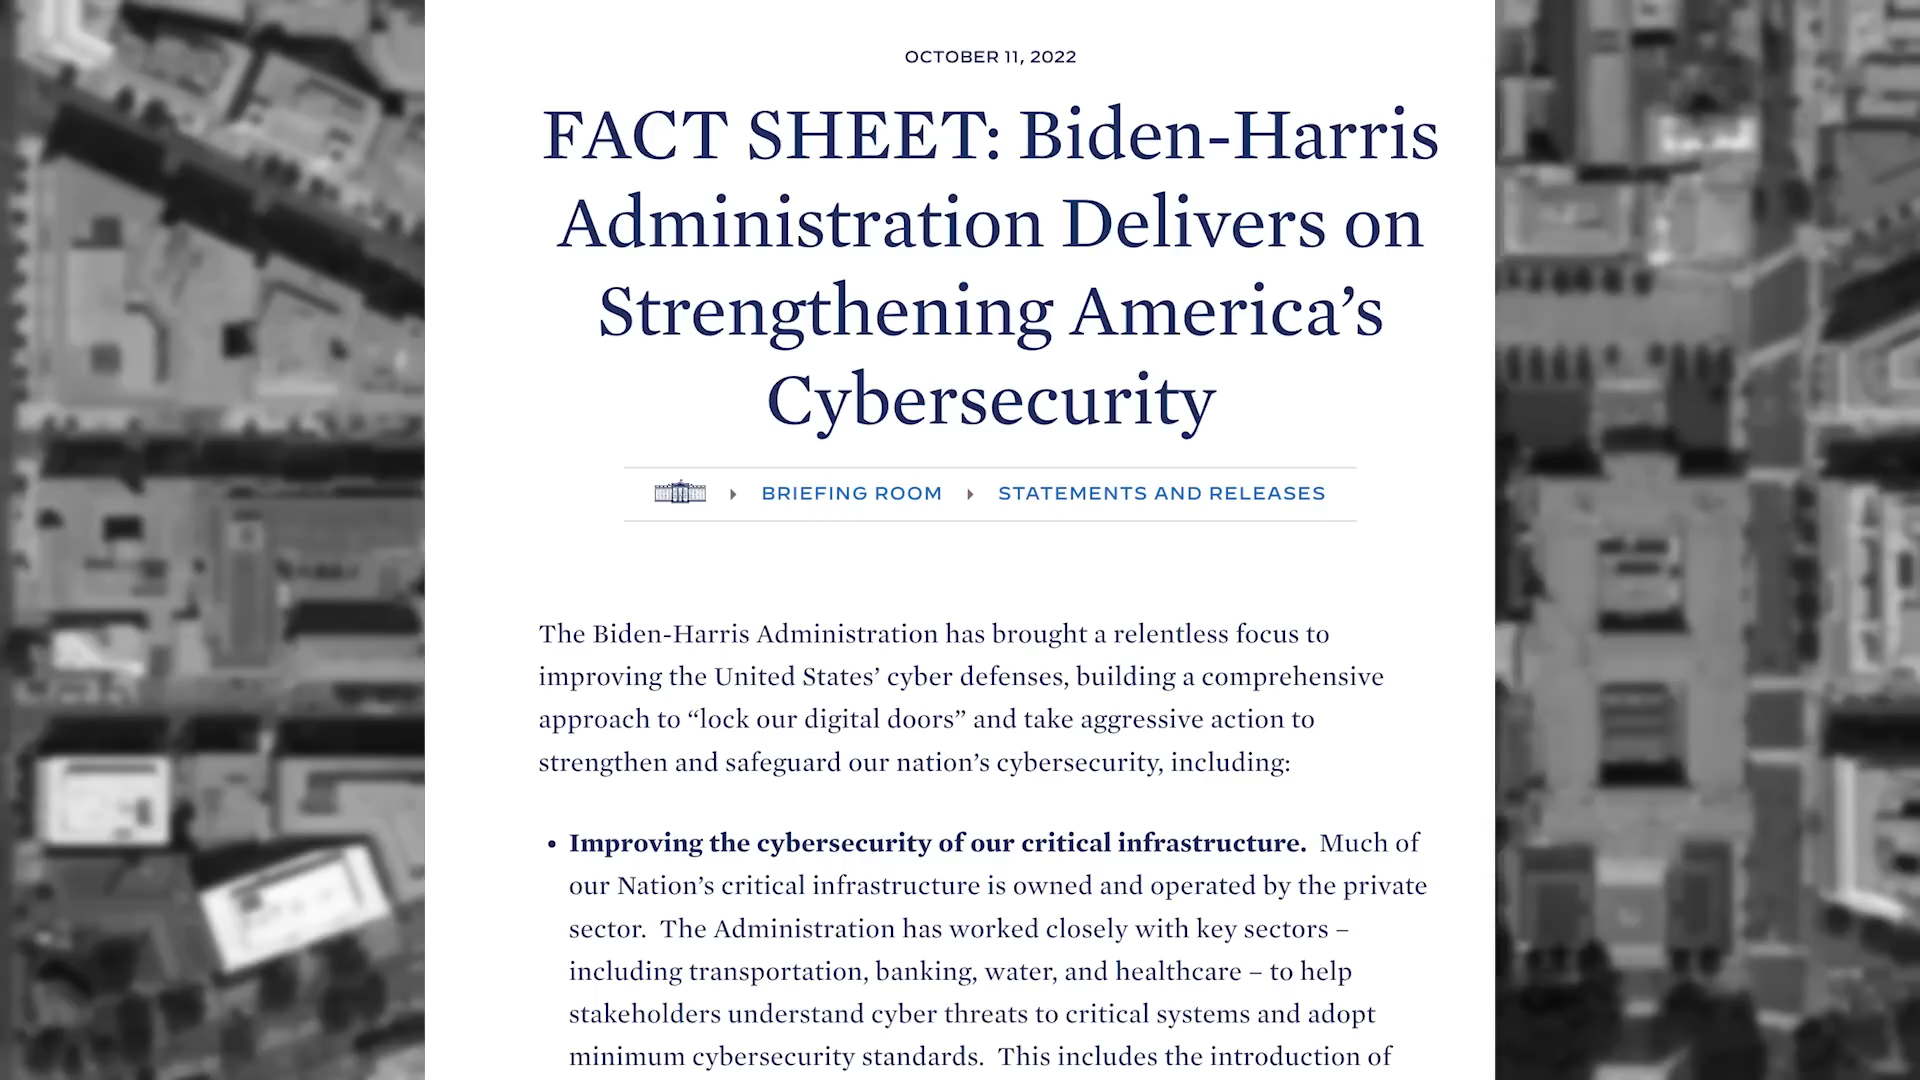 OCTOBER 11, 2022
FACT SHEET: Biden-Harris
Administration Delivers on
Strengthening America’s
Cybersecurity
BRIEFING ROOM
STATEMENTS AND RELEASES
The Biden-Harris Administration has brought a relentless focus to
improving the United States’ cyber defenses, building a comprehensive
approach to “lock our digital doors” and take aggressive action to
strengthen and safeguard our nation’s cybersecurity, including:
• Improving the cybersecurity of our critical infrastructure.  Much of
our Nation’s critical infrastructure is owned and operated by the private
sector.  The Administration has worked closely with key sectors –
including transportation, banking, water, and healthcare – to help
stakeholders understand cyber threats to critical systems and adopt
minimum cybersecurity standards.  This includes the introduction of